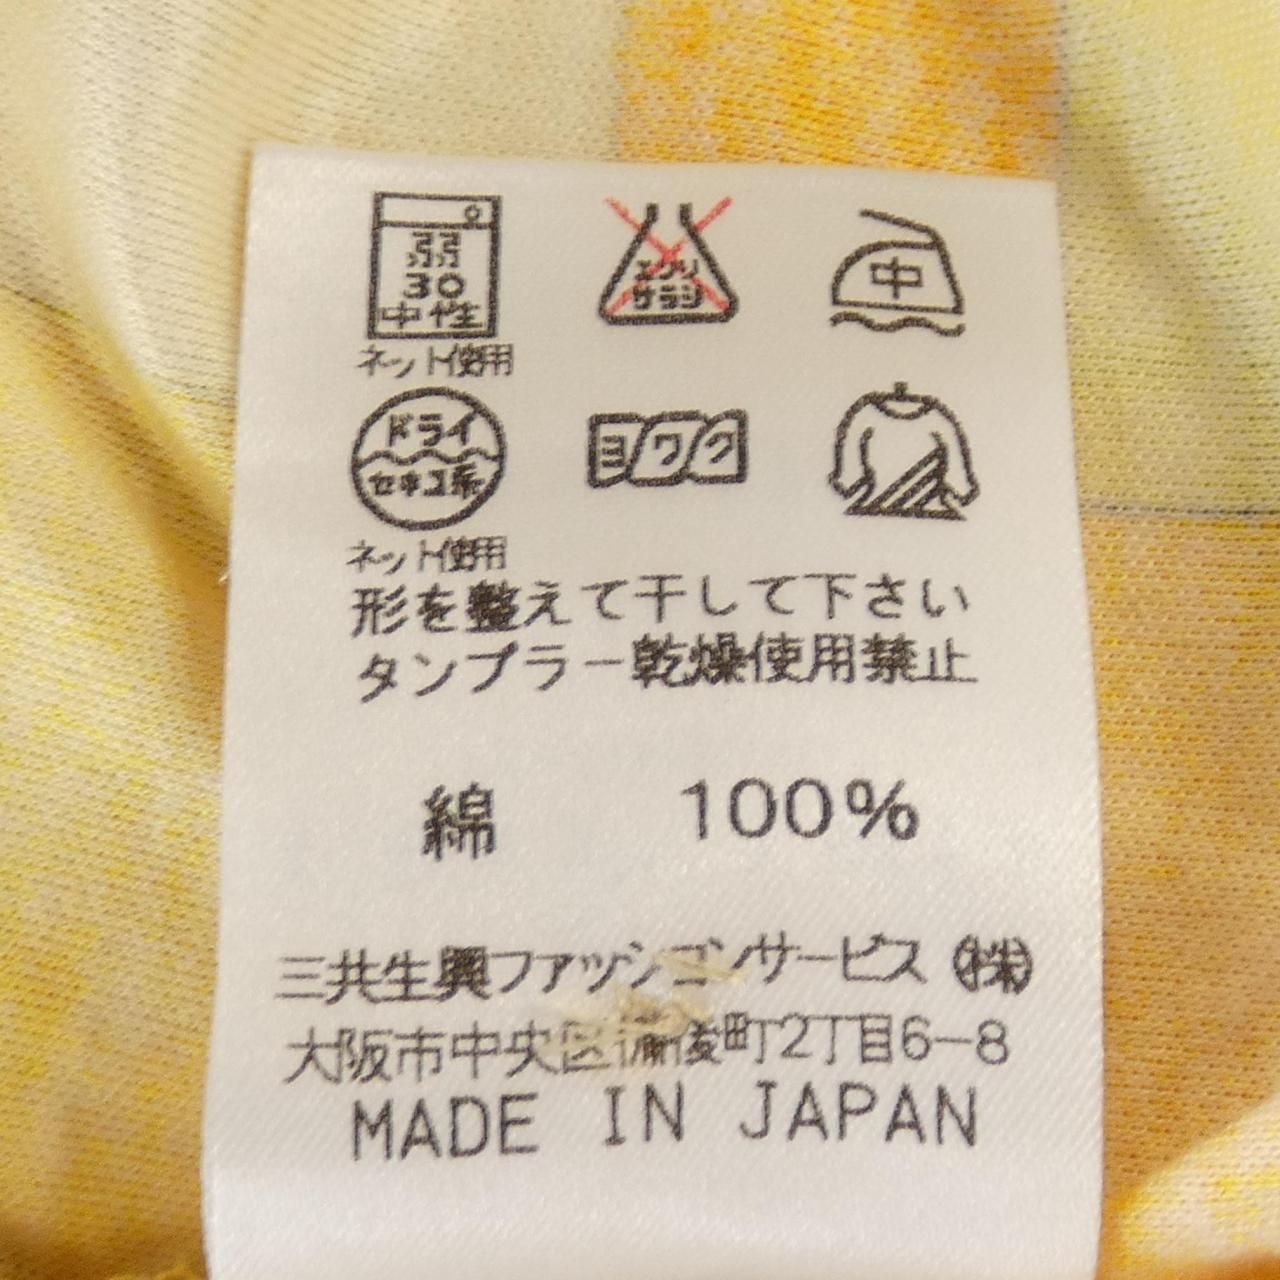 弱
30
中性
ネット使用
エンソ
サラシ
中
ドライ
セキユ系
ネット使用
ヨワク
形を整えて干して下さい
タンブラー乾燥使用禁止
綿 100%
三共生興ファッションサービス㈱
大阪市中央区備後町2丁目6-8
MADE IN JAPAN